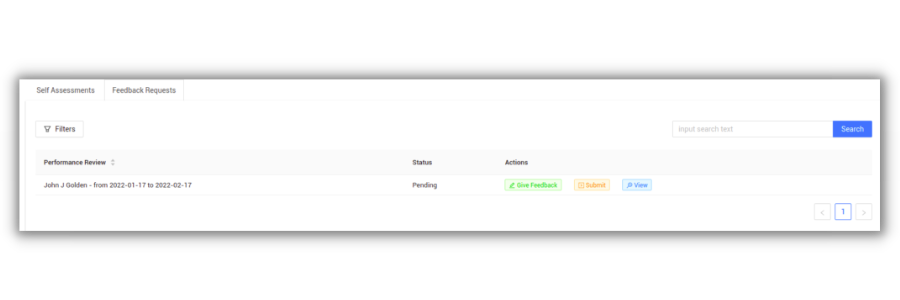 Self Assessments Feedback Requests
Filters input search text Search
Performance Review Status Actions
John J Golden - from 2022-01-17 to 2022-02-17 Pending Give Feedback Submit View
1